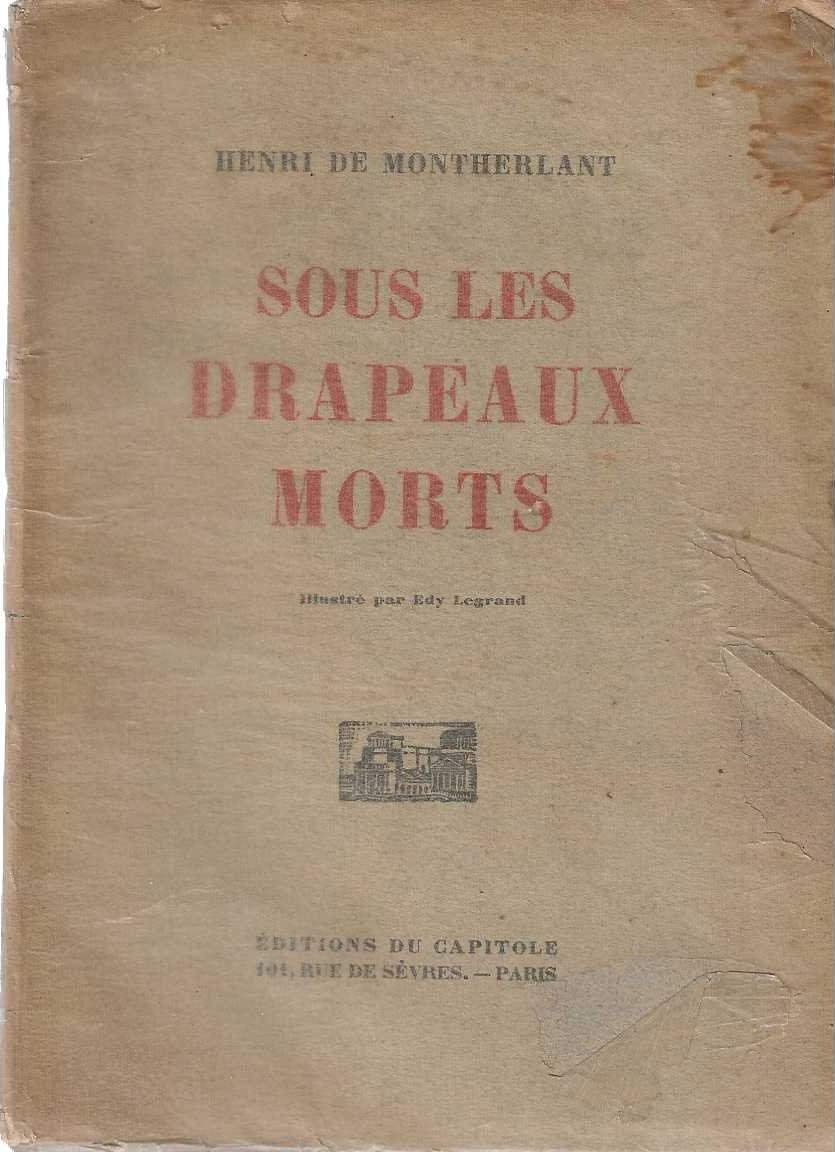 HENRI DE MONTHERLANT
SOUS LES
DRAPEAUX
MORTS
Illustré par Edy Legrand
ÉDITIONS DU CAPITOLE
101, RUE DE SÈVRES. — PARIS